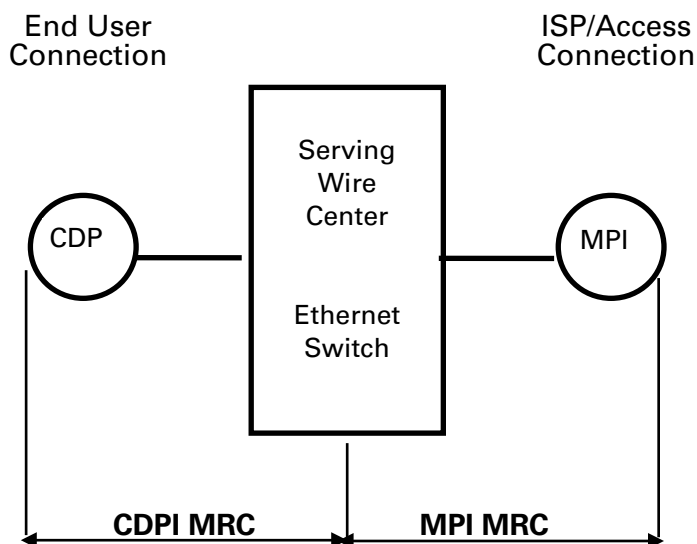 End User
Connection
ISP/Access
Connection
Serving
Wire
Center
CDP
MPI
Ethernet
Switch
CDPI MRC
MPI MRC